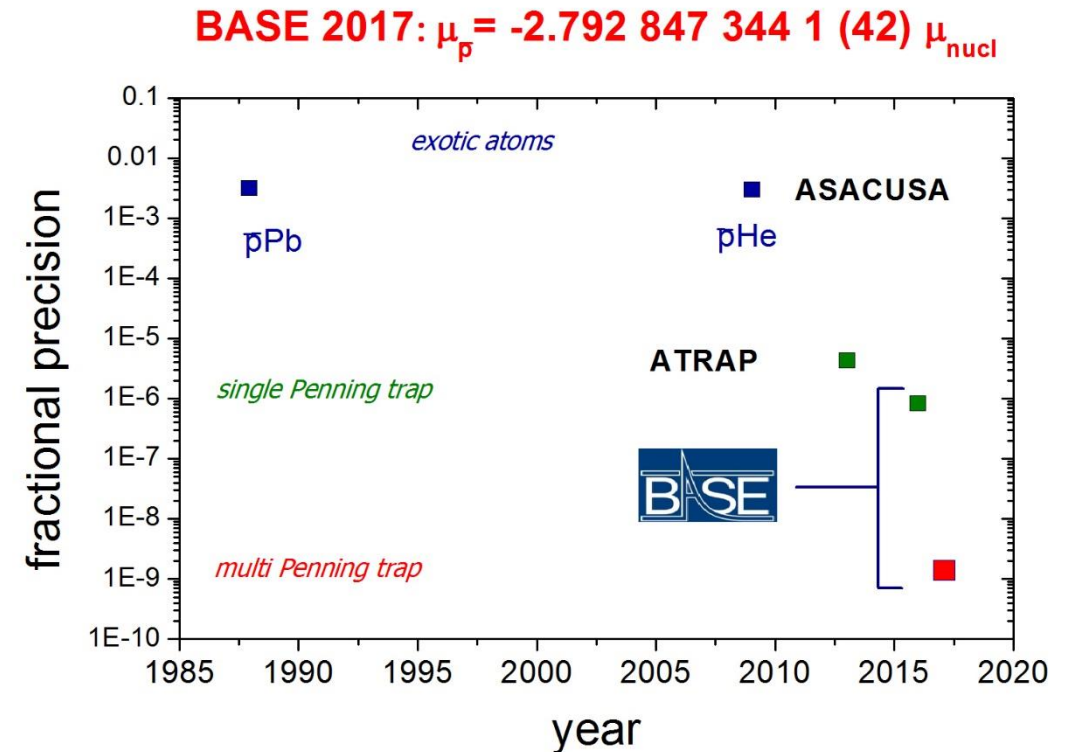 BASE 2017: μp̅= -2.792 847 344 1 (42) μnucl
0.1
0.01
1E-3
1E-4
1E-5
1E-6
1E-7
1E-8
1E-9
1E-10
fractional precision
exotic atoms
ASACUSA
p̅Pb
p̅He
ATRAP
single Penning trap
BASE
multi Penning trap
1985 1990 1995 2000 2005 2010 2015 2020
year